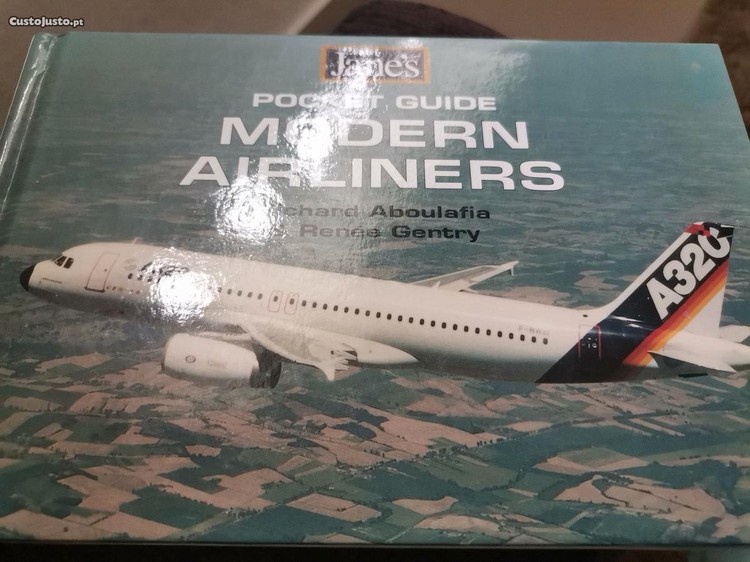 CustoJusto.pt
Jane's
POCKET GUIDE
MODERN
AIRLINERS
Richard Aboulafia
Renée Gentry
A320